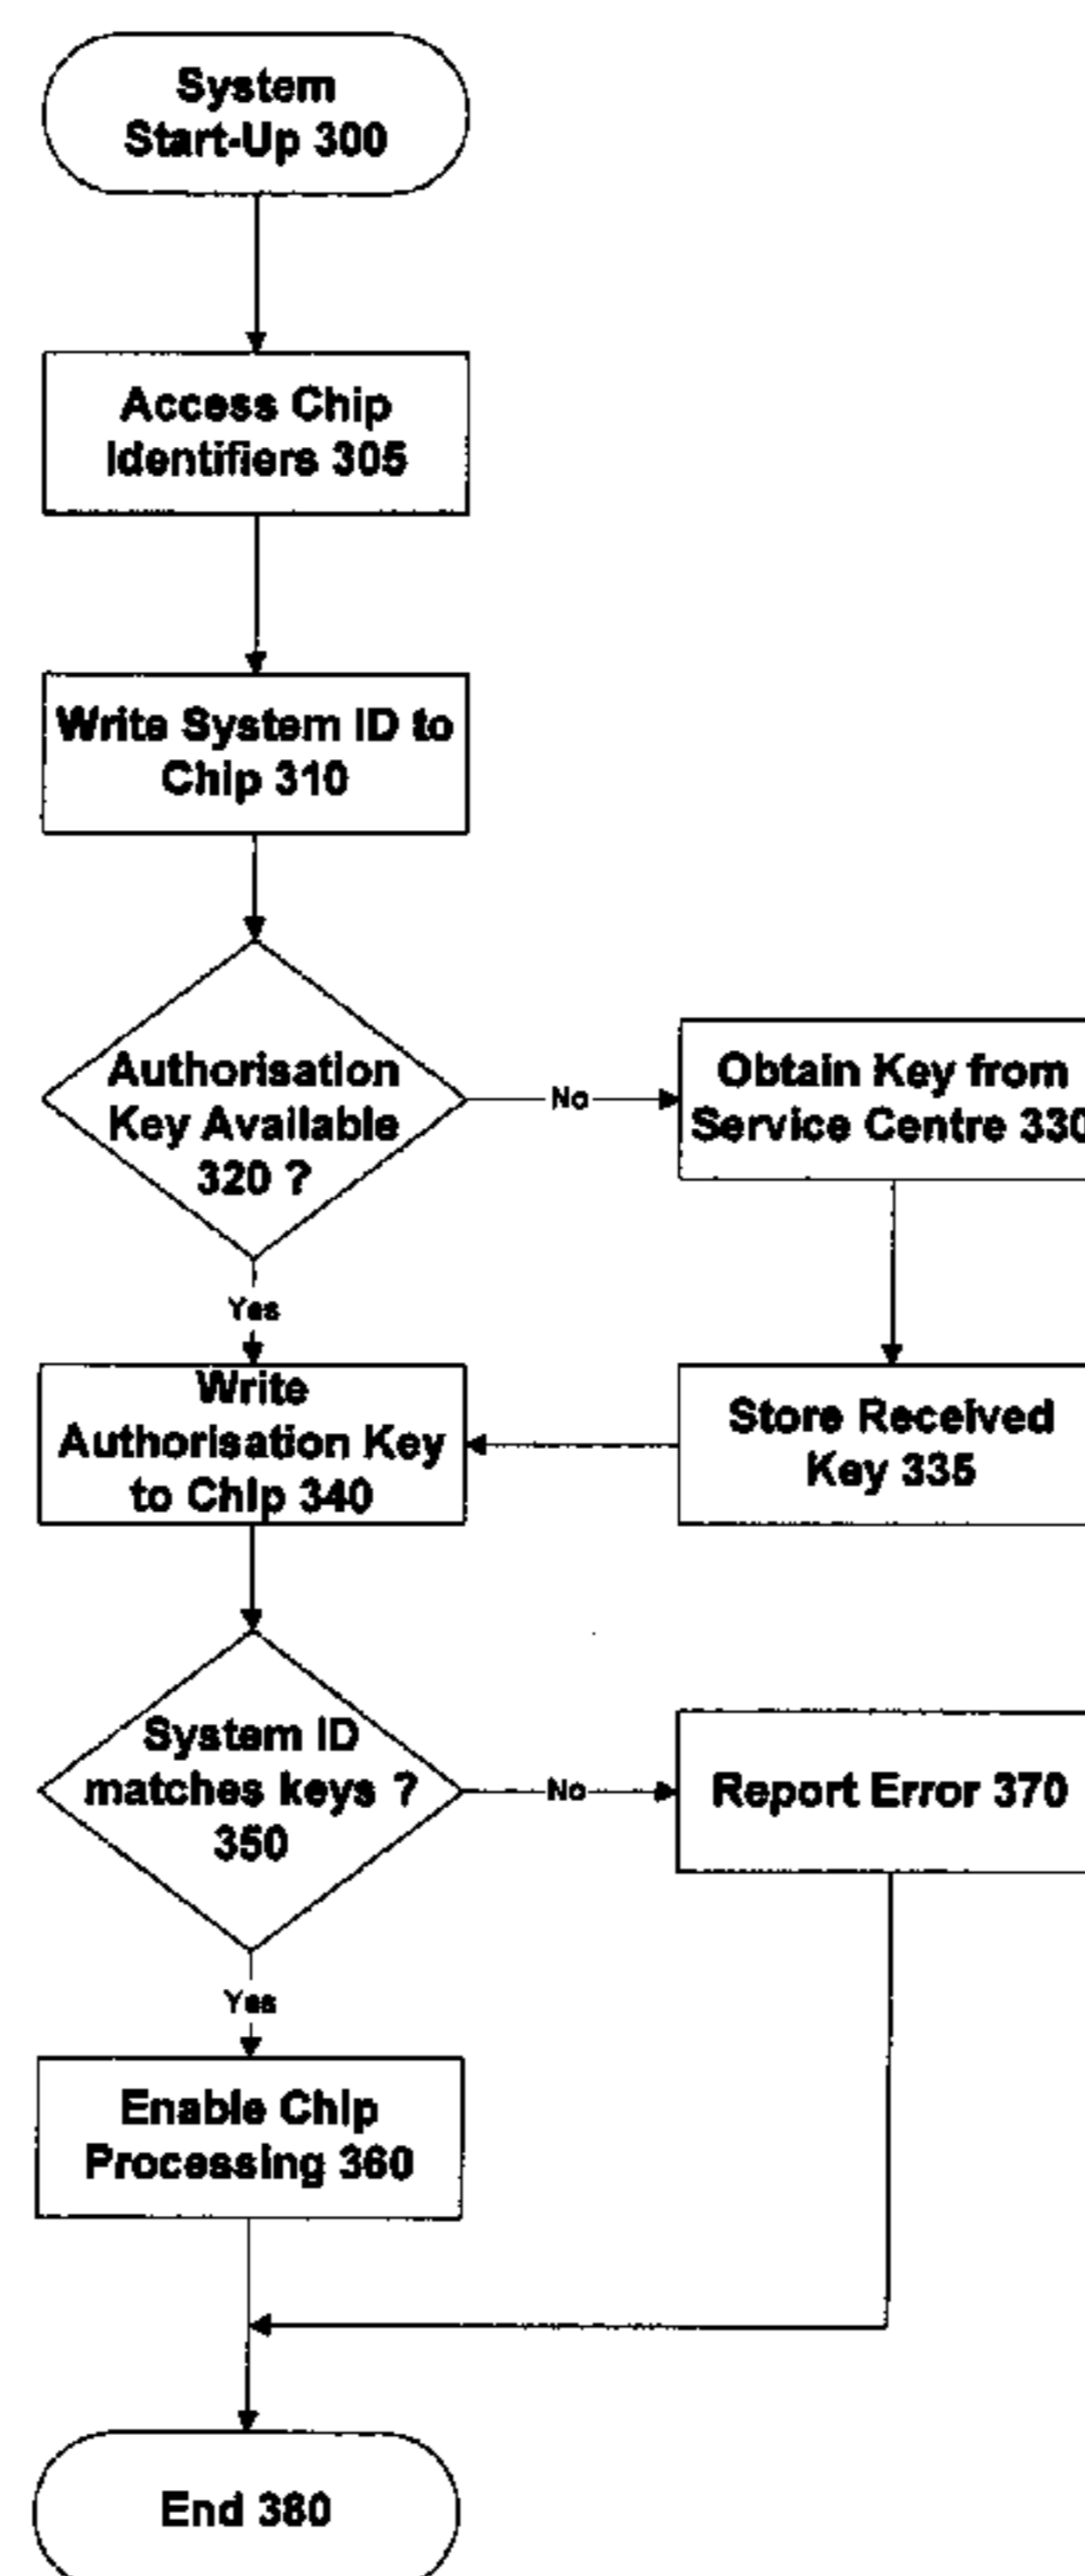 System
Start-Up 300
Access Chip
Identifiers 305
Write System ID to
Chip 310
Authorisation
Key Available
320 ?
No
Obtain Key from
Service Centre 330
Yes
Write
Authorisation Key
to Chip 340
Store Received
Key 335
System ID
matches keys ?
350
No
Report Error 370
Yes
Enable Chip
Processing 360
End 380